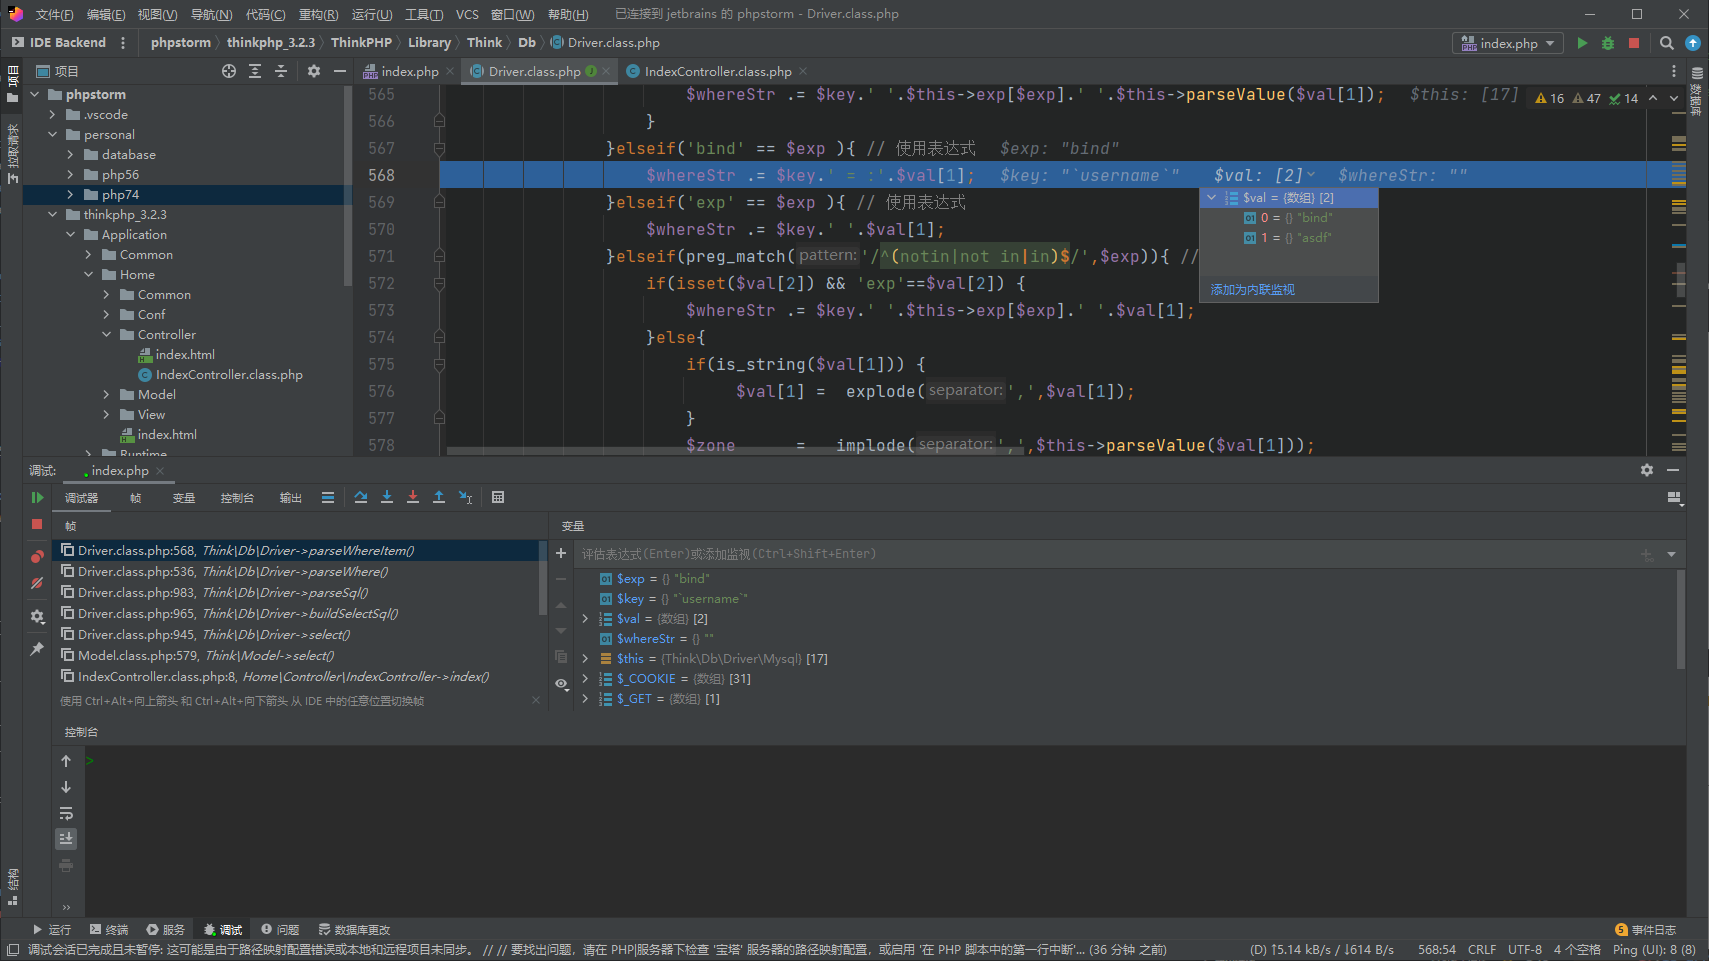 文件(F) 编辑(E) 视图(V) 导航(N) 代码(C) 重构(R) 运行(U) 工具(T) VCS 窗口(W) 帮助(H) 已连接到 jetbrains 的 phpstorm - Driver.class.php
IDE Backend phpstorm thinkphp_3.2.3 ThinkPHP Library Think Db Driver.class.php index.php
项目 index.php Driver.class.php IndexController.class.php
项目
拉取请求
结构
数据库
phpstorm
.vscode
personal
database
php56
php74
thinkphp_3.2.3
Application
Common
Home
Common
Conf
Controller
index.html
IndexController.class.php
Model
View
index.html
Runtime
565 $whereStr .= $key.' '.$this->exp[$exp].' '.$this->parseValue($val[1]); $this: [17] 16 47 14
566 }
567 }elseif('bind' == $exp ){ // 使用表达式 $exp: "bind"
568 $whereStr .= $key.' = :'.$val[1]; $key: "`username`" $val: [2] $whereStr: ""
569 }elseif('exp' == $exp ){ // 使用表达式
570 $whereStr .= $key.' '.$val[1];
571 }elseif(preg_match( pattern: '/^(notin|not in|in)$/',$exp)){ //
572 if(isset($val[2]) && 'exp'==$val[2]) {
573 $whereStr .= $key.' '.$this->exp[$exp].' '.$val[1];
574 }else{
575 if(is_string($val[1])) {
576 $val[1] = explode( separator: ',',$val[1]);
577 }
578 $zone = implode( separator: ',',$this->parseValue($val[1]));
$val = {数组} [2]
0 = {} "bind"
1 = {} "asdf"
添加为内联监视
调试: index.php
调试器 帧 变量 控制台 输出
帧
Driver.class.php:568, Think\Db\Driver->parseWhereItem()
Driver.class.php:536, Think\Db\Driver->parseWhere()
Driver.class.php:983, Think\Db\Driver->parseSql()
Driver.class.php:965, Think\Db\Driver->buildSelectSql()
Driver.class.php:945, Think\Db\Driver->select()
Model.class.php:579, Think\Model->select()
IndexController.class.php:8, Home\Controller\IndexController->index()
使用 Ctrl+Alt+向上箭头 和 Ctrl+Alt+向下箭头 从 IDE 中的任意位置切换帧
变量
评估表达式(Enter)或添加监视(Ctrl+Shift+Enter)
$exp = {} "bind"
$key = {} "`username`"
$val = {数组} [2]
$whereStr = {} ""
$this = {Think\Db\Driver\Mysql} [17]
$_COOKIE = {数组} [31]
$_GET = {数组} [1]
控制台
>
运行 终端 服务 调试 问题 数据库更改 5 事件日志
调试会话已完成且未暂停: 这可能是由于路径映射配置错误或本地和远程项目未同步。 // // 要找出问题，请在 PHP|服务器下检查 '宝塔' 服务器的路径映射配置，或启用 '在 PHP 脚本中的第一行中断'... (36 分钟 之前) (D) ↑5.14 kB/s / ↓614 B/s 568:54 CRLF UTF-8 4 个空格 Ping (UI): 8 (8)